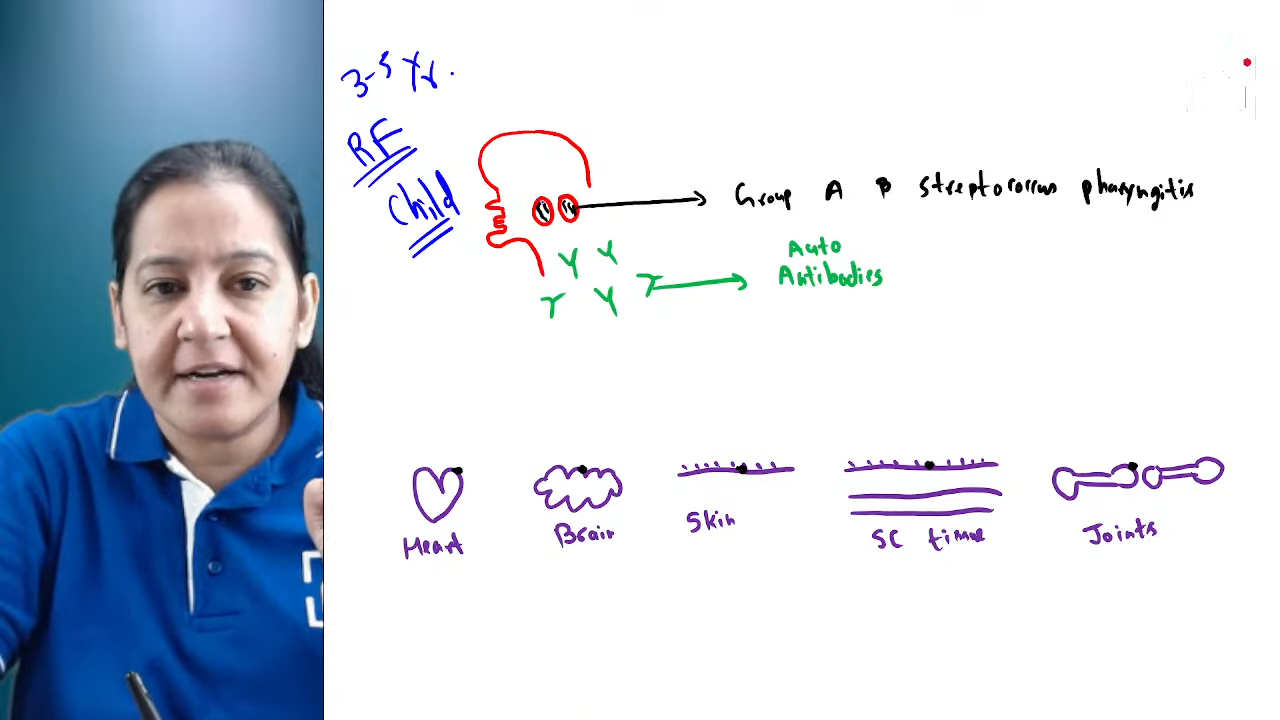 3-5 Yr.
RF
Child
Group A B streptococcus pharyngitis
Auto
Antibodies
Heart
Brain
Skin
SC tissue
Joints